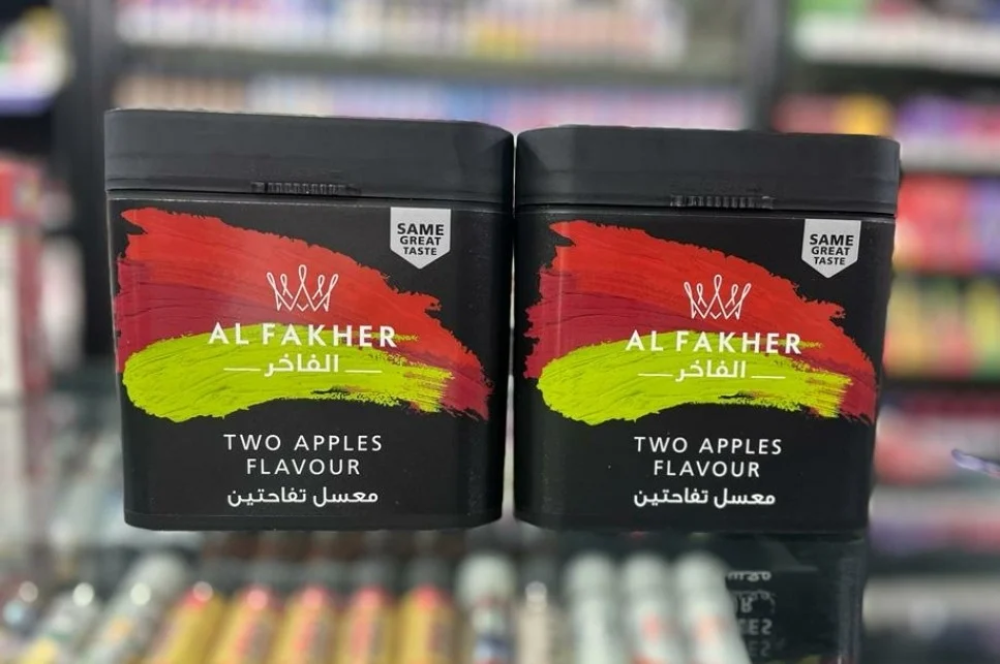 SAME
GREAT
TASTE
AL FAKHER
الفاخر
TWO APPLES
FLAVOUR
معسل تفاحتين
SAME
GREAT
TASTE
AL FAKHER
الفاخر
TWO APPLES
FLAVOUR
معسل تفاحتين